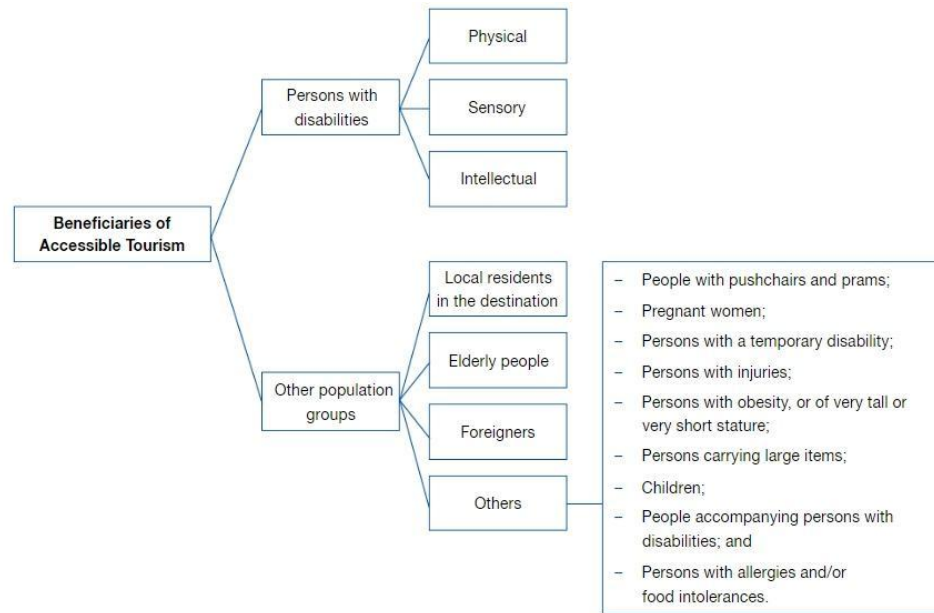 Physical
Persons with
disabilities
Sensory
Intellectual
Beneficiaries of
Accessible Tourism
Local residents
in the destination
Elderly people
Other population
groups
Foreigners
Others
– People with pushchairs and prams;
– Pregnant women;
– Persons with a temporary disability;
– Persons with injuries;
– Persons with obesity, or of very tall or
very short stature;
– Persons carrying large items;
– Children;
– People accompanying persons with
disabilities; and
– Persons with allergies and/or
food intolerances.